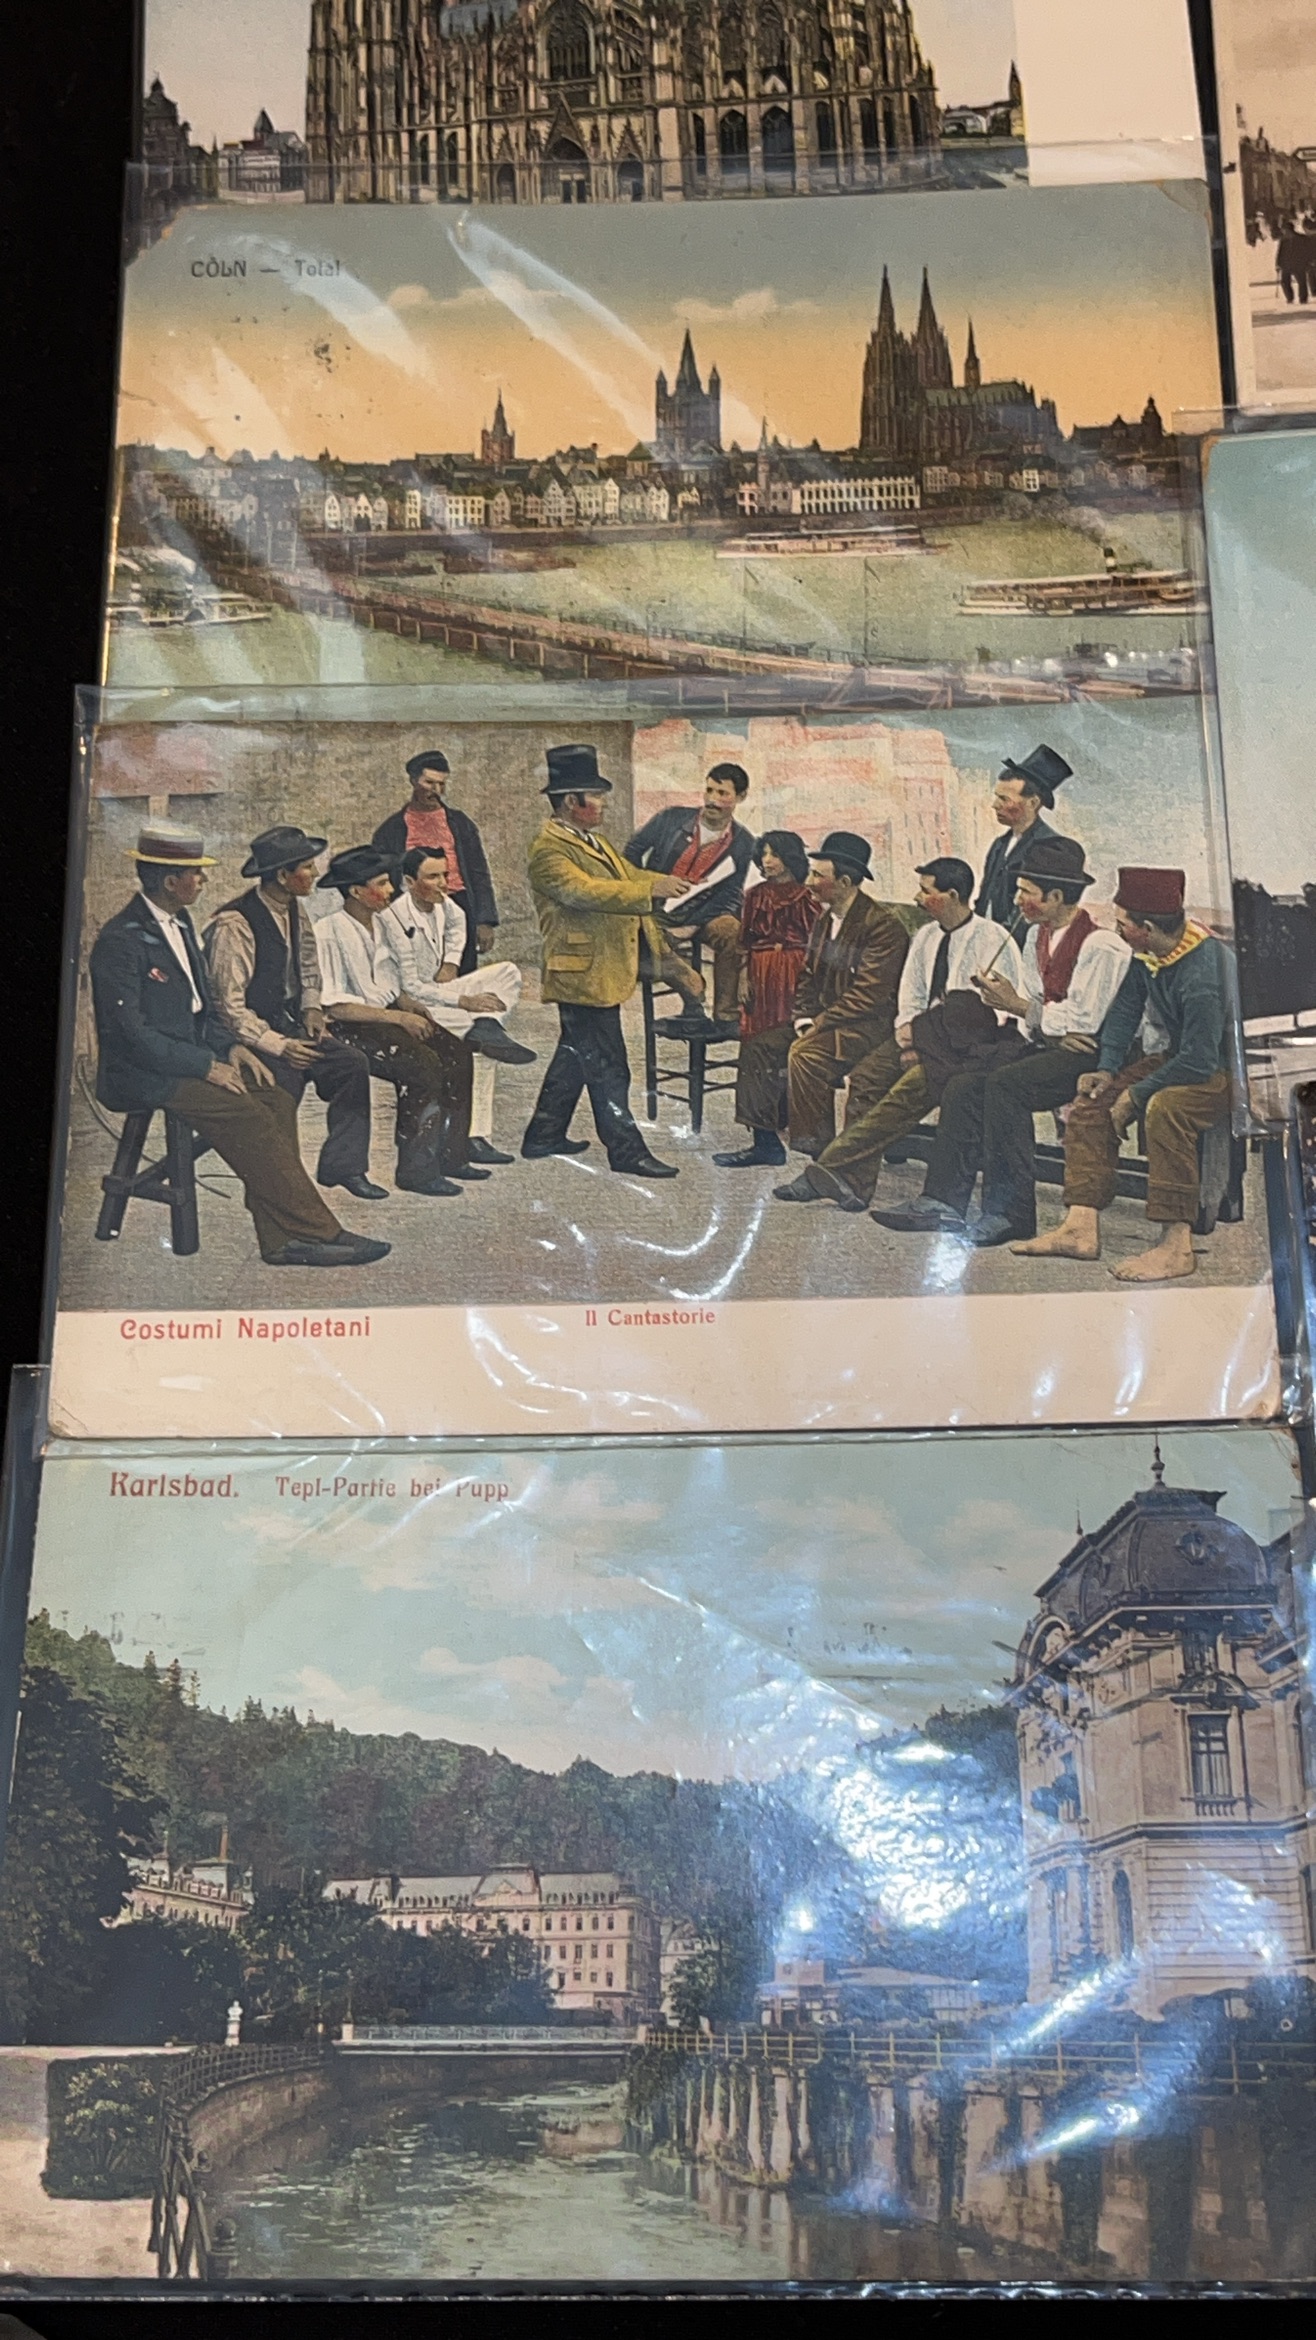 CÖLN — Total
Costumi Napoletani
Il Cantastorie
Karlsbad. Tepl-Partie bei Pupp